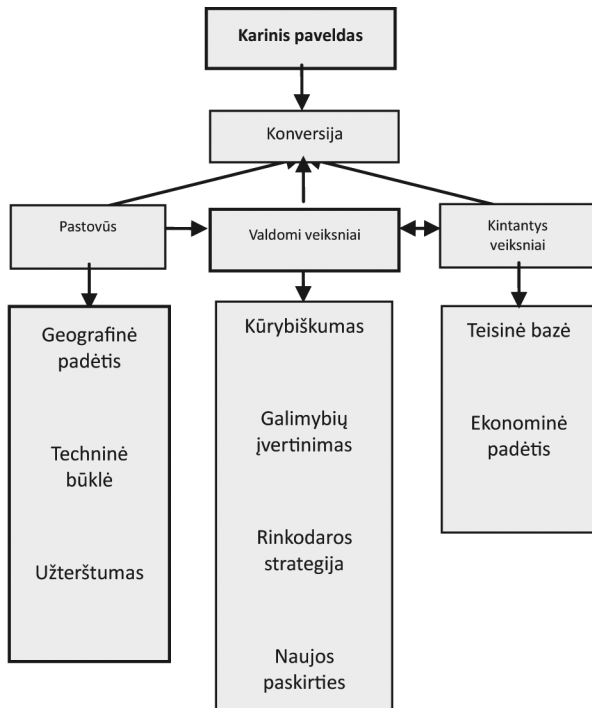 Karinis paveldas
Konversija
Pastovūs
Valdomi veiksniai
Kintantys
veiksniai
Geografinė
padėtis
Techninė
būklė
Užterštumas
Kūrybiškumas
Galimybių
įvertinimas
Rinkodaros
strategija
Naujos
paskirties
Teisinė bazė
Ekonominė
padėtis